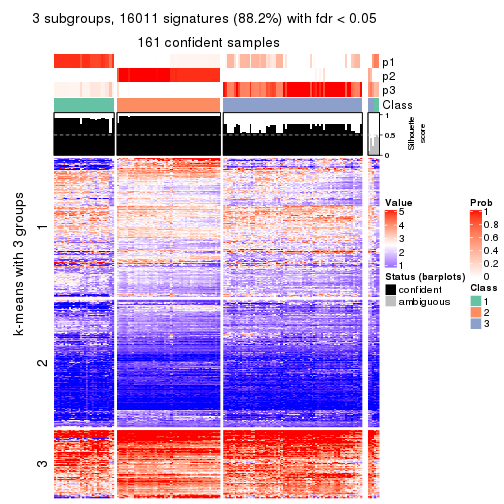 3 subgroups, 16011 signatures (88.2%) with fdr < 0.05
161 confident samples
p1
p2
p3
Class
1
0.5
0
Silhouette
score
k-means with 3 groups
1
2
3
Value
5
4
3
2
1
Status (barplots)
confident
ambiguous
Prob
1
0.8
0.6
0.4
0.2
0
Class
1
2
3